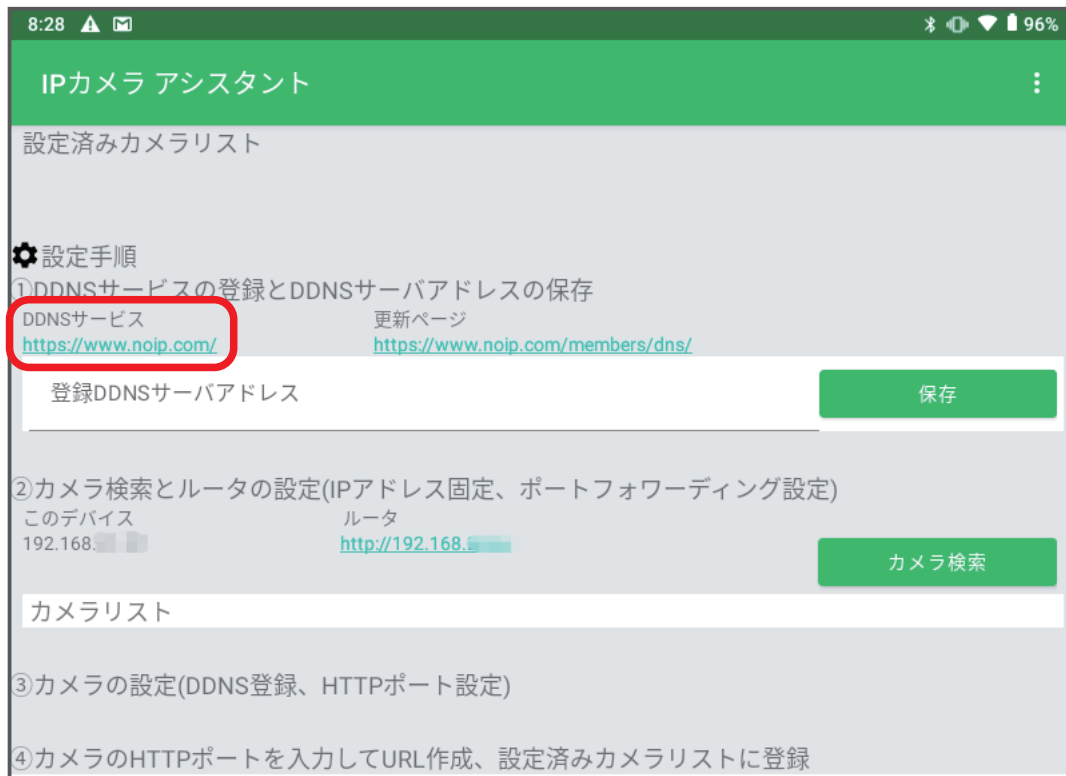 8:28 96%
IPカメラ アシスタント
設定済みカメラリスト
設定手順
①DDNSサービスの登録とDDNSサーバアドレスの保存
DDNSサービス 更新ページ
https://www.noip.com/ https://www.noip.com/members/dns/
登録DDNSサーバアドレス 保存
②カメラ検索とルータの設定(IPアドレス固定、ポートフォワーディング設定)
このデバイス ルータ
192.168. http://192.168.
カメラ検索
カメラリスト
③カメラの設定(DDNS登録、HTTPポート設定)
④カメラのHTTPポートを入力してURL作成、設定済みカメラリストに登録